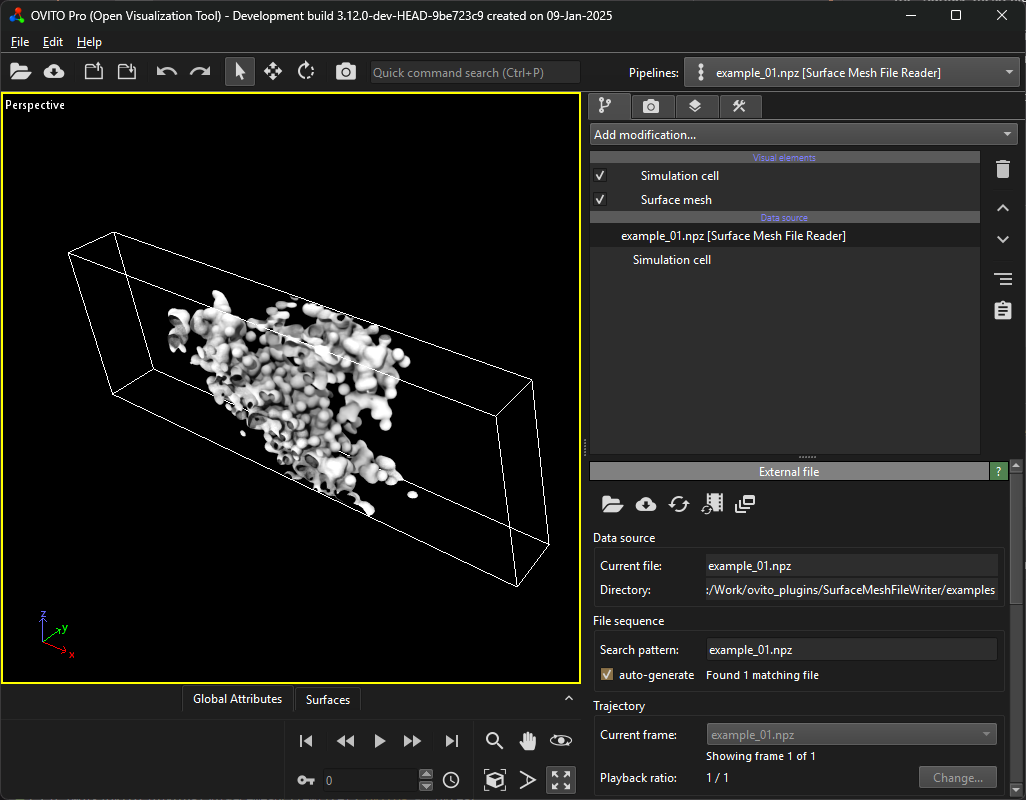 OVITO Pro (Open Visualization Tool) - Development build 3.12.0-dev-HEAD-9be723c9 created on 09-Jan-2025
File Edit Help
Quick command search (Ctrl+P)
Pipelines: example_01.npz [Surface Mesh File Reader]
Perspective
z
y
x
Global Attributes Surfaces
0
Add modification...
Visual elements
Simulation cell
Surface mesh
Data source
example_01.npz [Surface Mesh File Reader]
Simulation cell
External file ?
Data source
Current file: example_01.npz
Directory: :/Work/ovito_plugins/SurfaceMeshFileWriter/examples
File sequence
Search pattern: example_01.npz
auto-generate Found 1 matching file
Trajectory
Current frame: example_01.npz
Showing frame 1 of 1
Playback ratio: 1 / 1 Change...